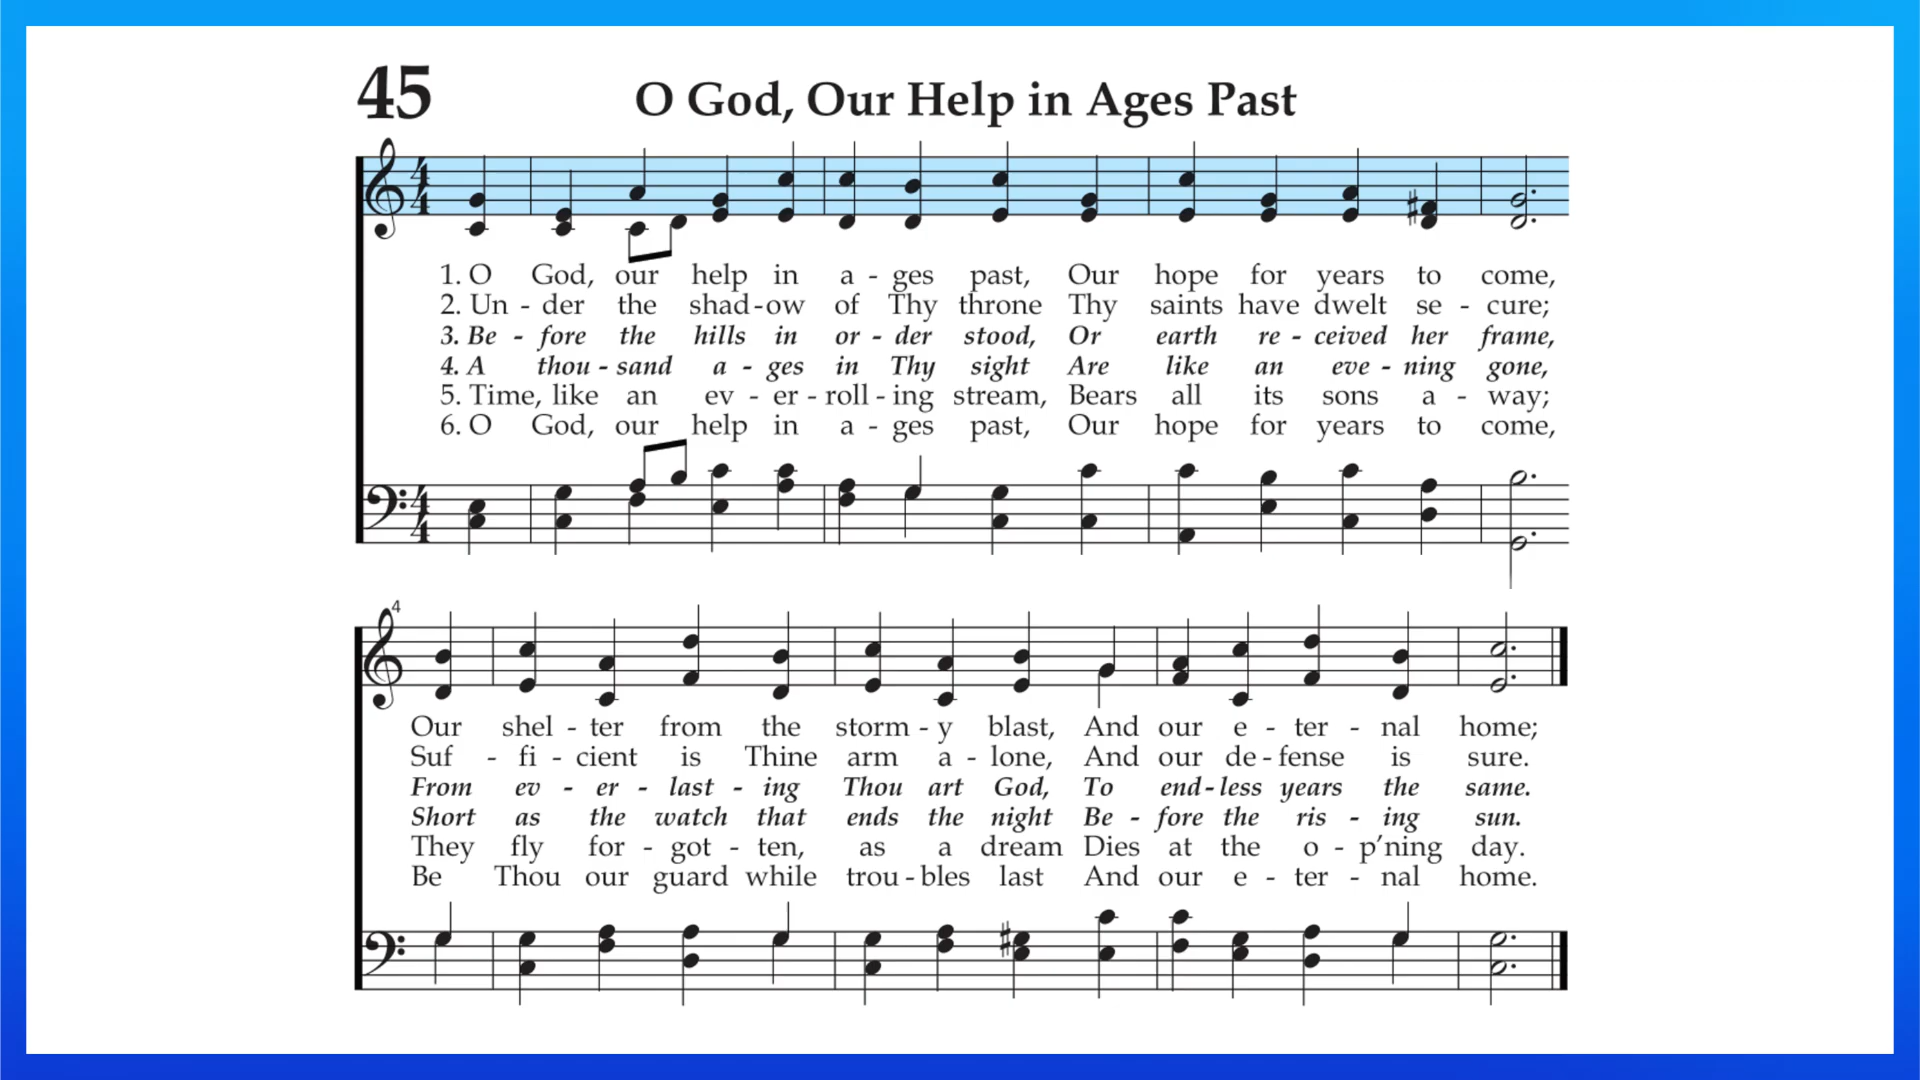 45 O God, Our Help in Ages Past
1. O God, our help in a - ges past, Our hope for years to come,
2. Un - der the shad - ow of Thy throne Thy saints have dwelt se - cure;
3. Be - fore the hills in or - der stood, Or earth re - ceived her frame,
4. A thou - sand a - ges in Thy sight Are like an eve - ning gone,
5. Time, like an ev - er - roll - ing stream, Bears all its sons a - way;
6. O God, our help in a - ges past, Our hope for years to come,
4
Our shel - ter from the storm - y blast, And our e - ter - nal home;
Suf - fi - cient is Thine arm a - lone, And our de - fense is sure.
From ev - er - last - ing Thou art God, To end - less years the same.
Short as the watch that ends the night Be - fore the ris - ing sun.
They fly for - got - ten, as a dream Dies at the o - p'ning day.
Be Thou our guard while trou - bles last And our e - ter - nal home.